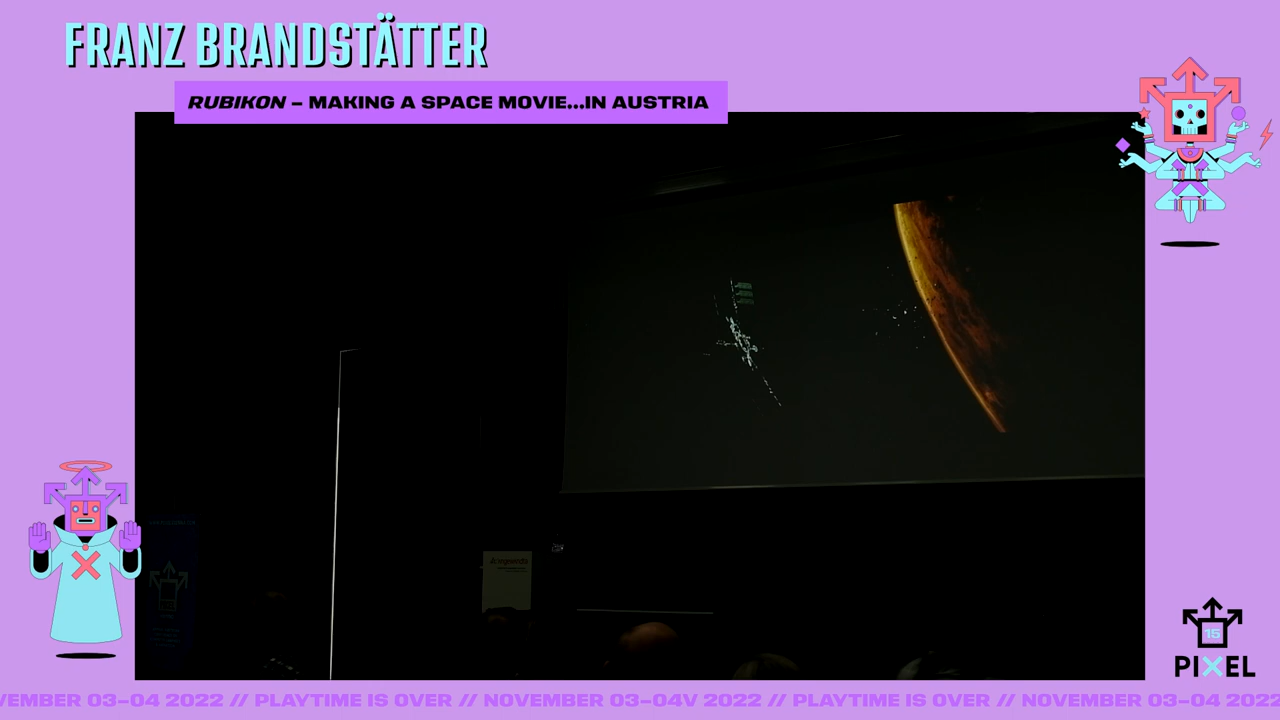 FRANZ BRANDSTÄTTER
RUBIKON – MAKING A SPACE MOVIE...IN AUSTRIA
15
PIXEL
VEMBER 03–04 2022 // PLAYTIME IS OVER // NOVEMBER 03–04V 2022 // PLAYTIME IS OVER // NOVEMBER 03–04 2022